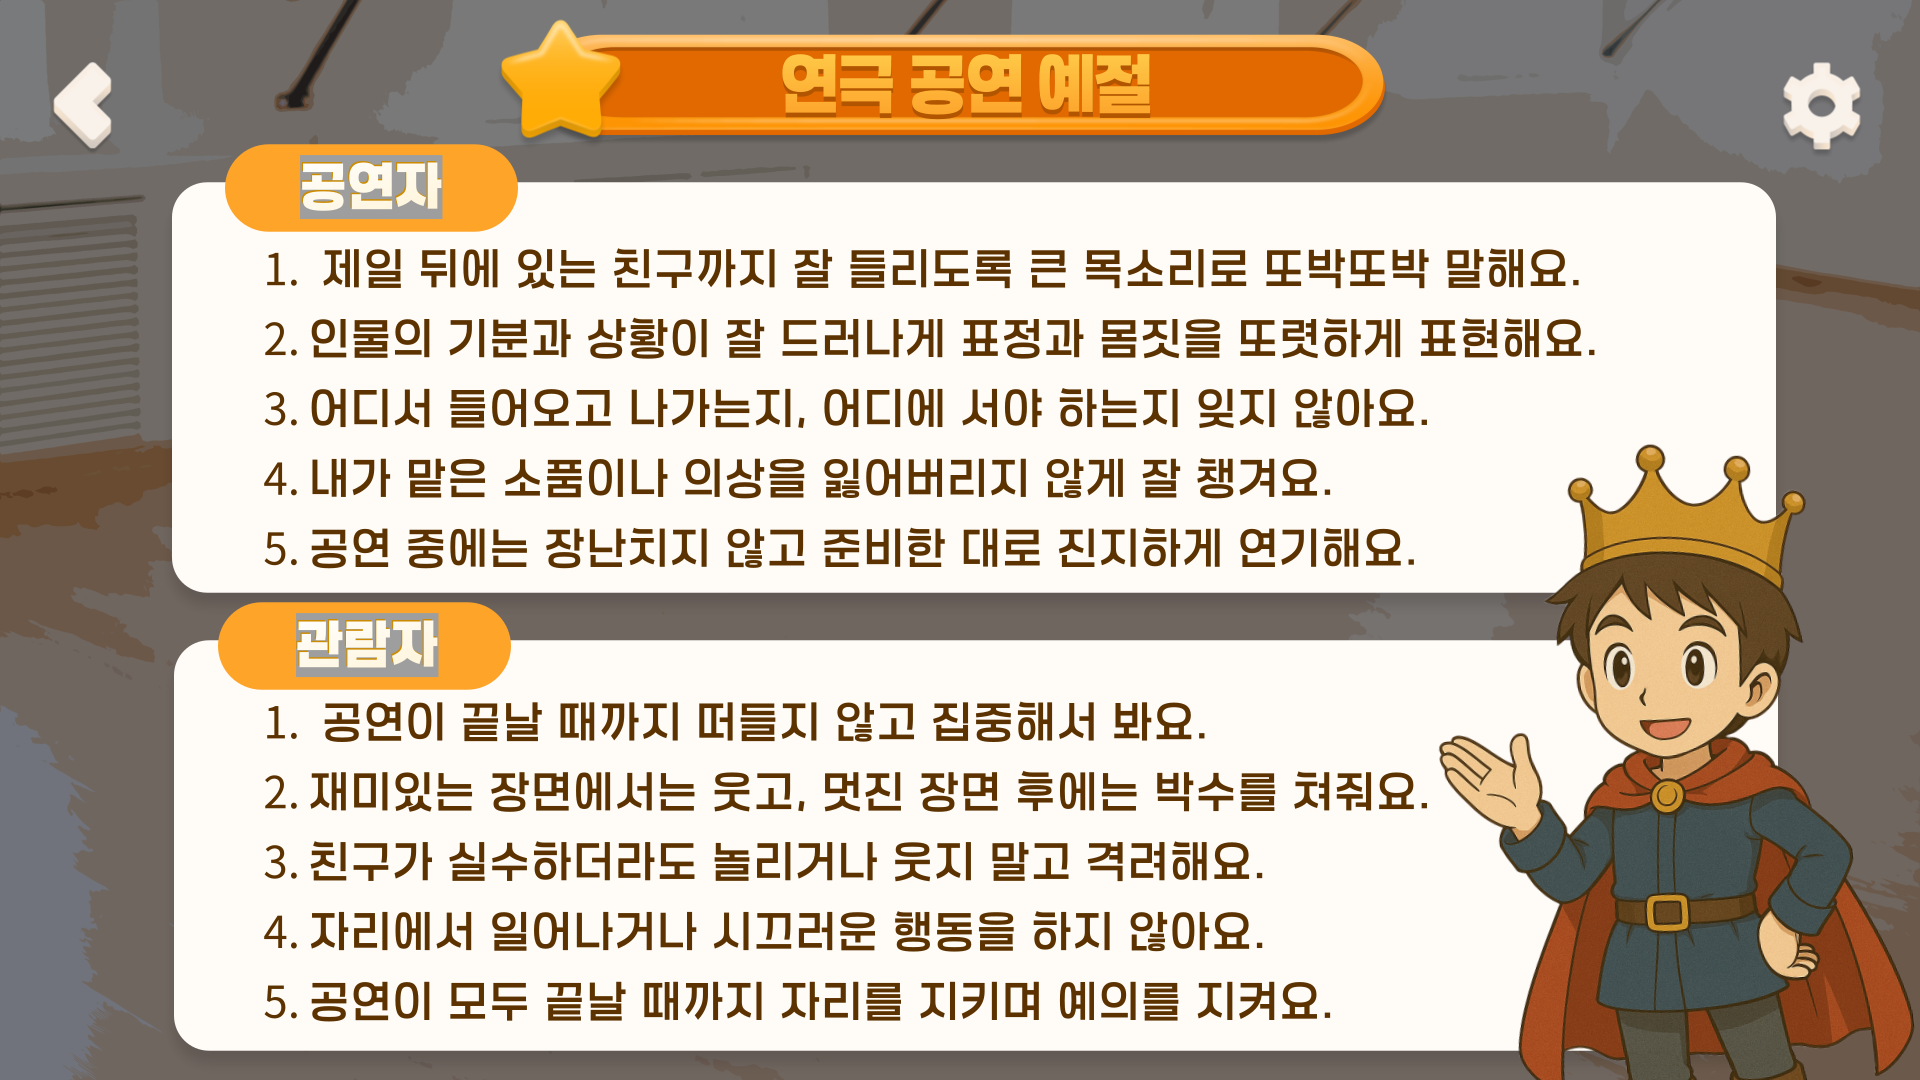 연극 공연 예절
공연자
1. 제일 뒤에 있는 친구까지 잘 들리도록 큰 목소리로 또박또박 말해요.
2. 인물의 기분과 상황이 잘 드러나게 표정과 몸짓을 또렷하게 표현해요.
3. 어디서 들어오고 나가는지, 어디에 서야 하는지 잊지 않아요.
4. 내가 맡은 소품이나 의상을 잃어버리지 않게 잘 챙겨요.
5. 공연 중에는 장난치지 않고 준비한 대로 진지하게 연기해요.
관람자
1. 공연이 끝날 때까지 떠들지 않고 집중해서 봐요.
2. 재미있는 장면에서는 웃고, 멋진 장면 후에는 박수를 쳐줘요.
3. 친구가 실수하더라도 놀리거나 웃지 말고 격려해요.
4. 자리에서 일어나거나 시끄러운 행동을 하지 않아요.
5. 공연이 모두 끝날 때까지 자리를 지키며 예의를 지켜요.